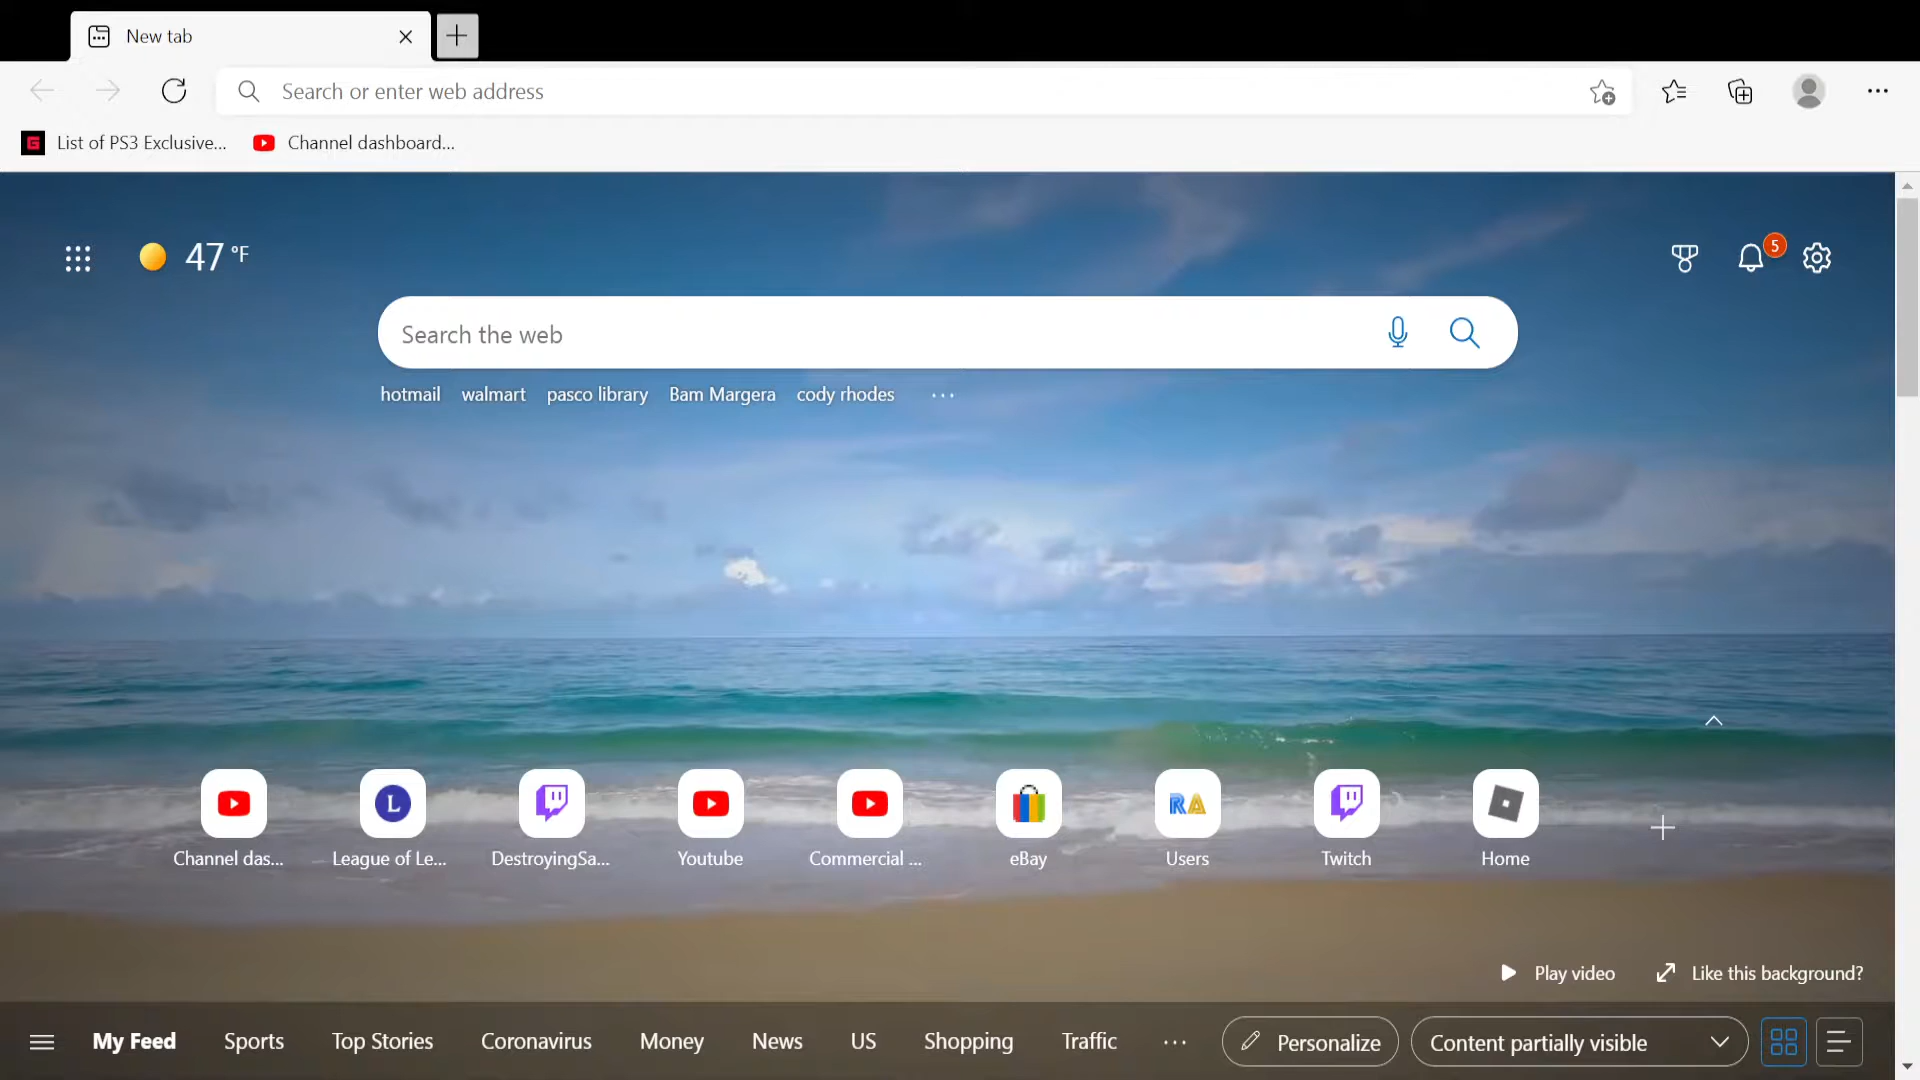 New tab
Search or enter web address
List of PS3 Exclusive... Channel dashboard...
47 °F
5
Search the web
hotmail walmart pasco library Bam Margera cody rhodes ...
L RA
Channel das... League of Le... DestroyingSa... Youtube Commercial ... eBay Users Twitch Home
Play video Like this background?
My Feed Sports Top Stories Coronavirus Money News US Shopping Traffic ... Personalize Content partially visible